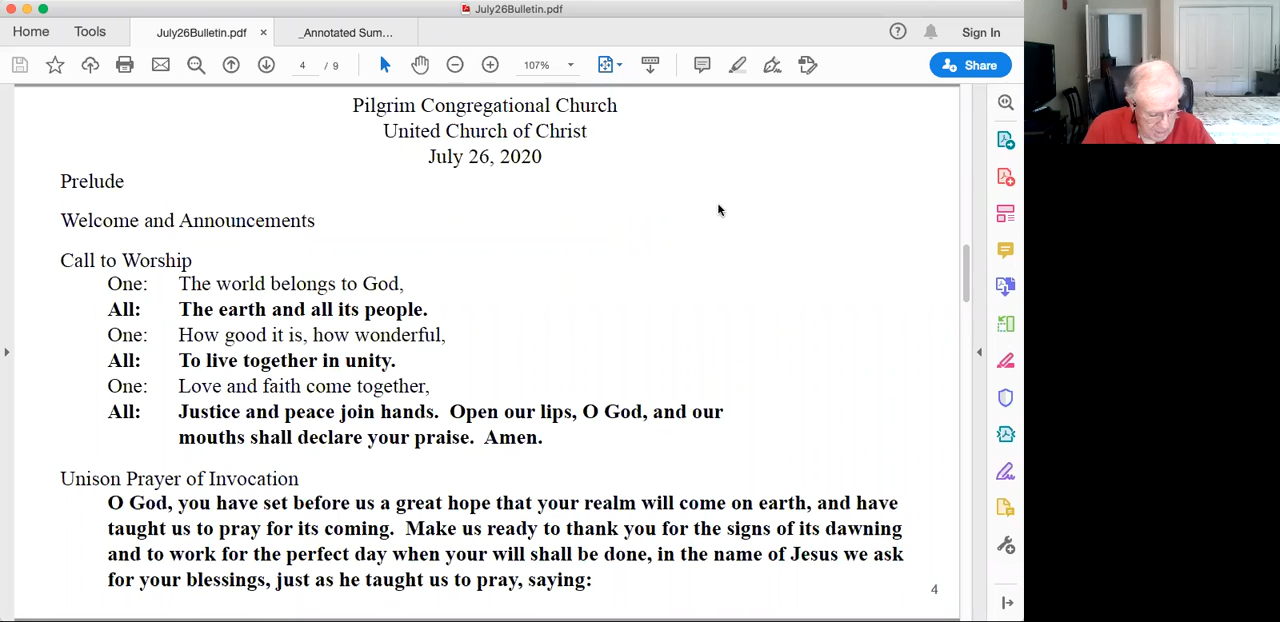 July26Bulletin.pdf
Home
Tools
July26Bulletin.pdf ×
_Annotated Sum...
Sign In
4 / 9
107%
Share
Pilgrim Congregational Church
United Church of Christ
July 26, 2020
Prelude
Welcome and Announcements
Call to Worship
One: The world belongs to God,
All: The earth and all its people.
One: How good it is, how wonderful,
All: To live together in unity.
One: Love and faith come together,
All: Justice and peace join hands. Open our lips, O God, and our
mouths shall declare your praise. Amen.
Unison Prayer of Invocation
O God, you have set before us a great hope that your realm will come on earth, and have
taught us to pray for its coming. Make us ready to thank you for the signs of its dawning
and to work for the perfect day when your will shall be done, in the name of Jesus we ask
for your blessings, just as he taught us to pray, saying:
4